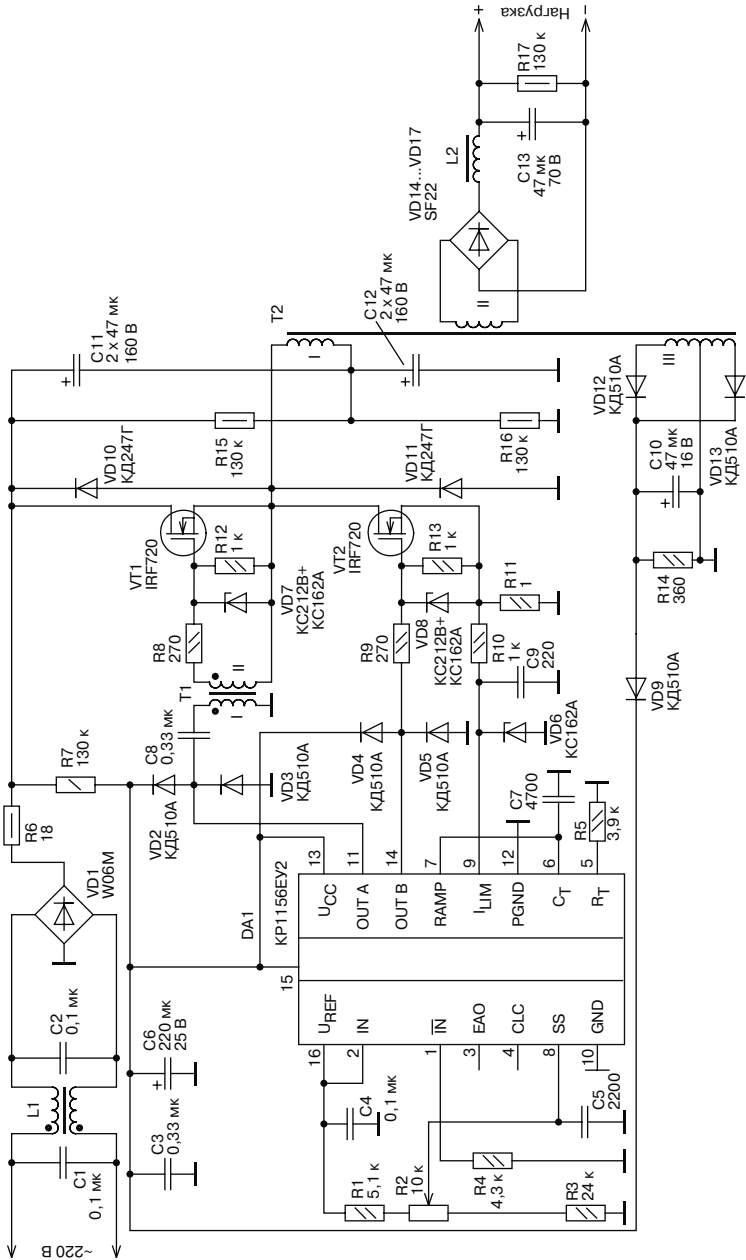 ~220 В
C1
0,1 мк
L1
C2
0,1 мк
VD1
W06M
R6
18
R7
130 к
C3
0,33 мк
C6
220 мк
25 В
+
VD2
КД510А
VD3
КД510А
C8
0,33 мк
T1
I
II
R8
270
VD7
КС212В+
КС162А
R12
1 к
VT1
IRF720
VD10
КД247Г
R15
130 к
C11
2 x 47 мк
160 В
+
T2
I
II
III
C12
2 x 47 мк
160 В
+
R16
130 к
VD11
КД247Г
VT2
IRF720
R13
1 к
R9
270
VD8
КС212В+
КС162А
R11
1
R10
1 к
C9
220
VD4
КД510А
VD5
КД510А
VD6
КС162А
C7
4700
R5
3,9 к
VD14...VD17
SF22
L2
C13
47 мк
70 В
+
R17
130 к
+
Нагрузка
–
VD12
КД510А
VD13
КД510А
C10
47 мк
16 В
+
R14
360
VD9
КД510А
DA1
КР1156ЕУ2
15
16
UREF
2
IN
1
IN
3
EAO
4
CLC
8
SS
10
GND
UCC
13
OUT A
11
OUT B
14
RAMP
7
ILIM
9
PGND
12
CT
6
RT
5
C4
0,1 мк
R1
5,1 к
R2
10 к
R4
4,3 к
R3
24 к
C5
2200